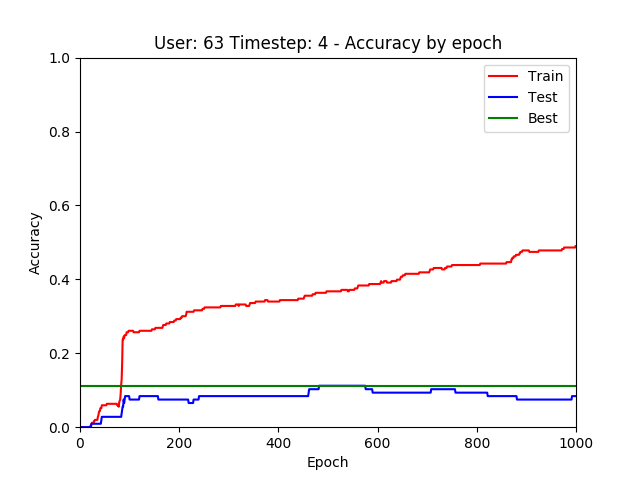 User: 63 Timestep: 4 - Accuracy by epoch
1.0
0.8
0.6
0.4
0.2
0.0
Accuracy
Train
Test
Best
0 200 400 600 800 1000
Epoch